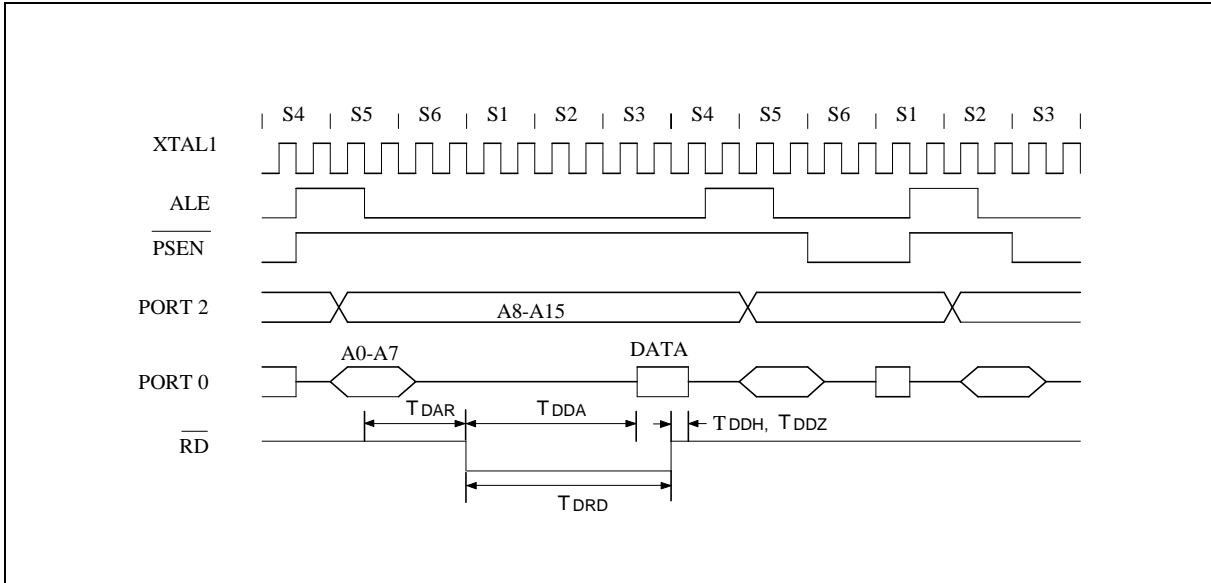 S4 S5 S6 S1 S2 S3 S4 S5 S6 S1 S2 S3
XTAL1
ALE
PSEN
PORT 2
A8-A15
A0-A7
DATA
PORT 0
TDAR
TDDA
TDDH, TDDZ
RD
TDRD